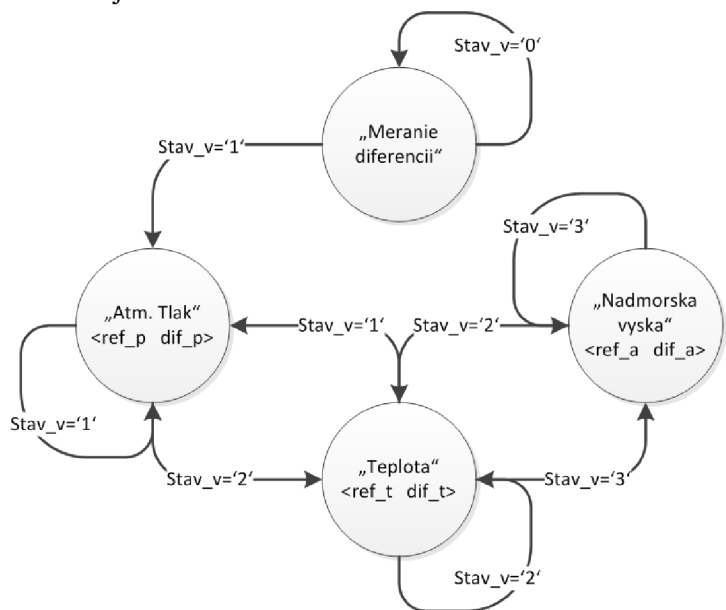 Stav_v=‘0‘
„Meranie
diferencii“
Stav_v=‘1‘
Stav_v=‘3‘
„Atm. Tlak“
<ref_p dif_p>
„Nadmorska
vyska“
<ref_a dif_a>
Stav_v=‘1‘
Stav_v=‘2‘
Stav_v=‘1‘
„Teplota“
<ref_t dif_t>
Stav_v=‘2‘
Stav_v=‘3‘
Stav_v=‘2‘